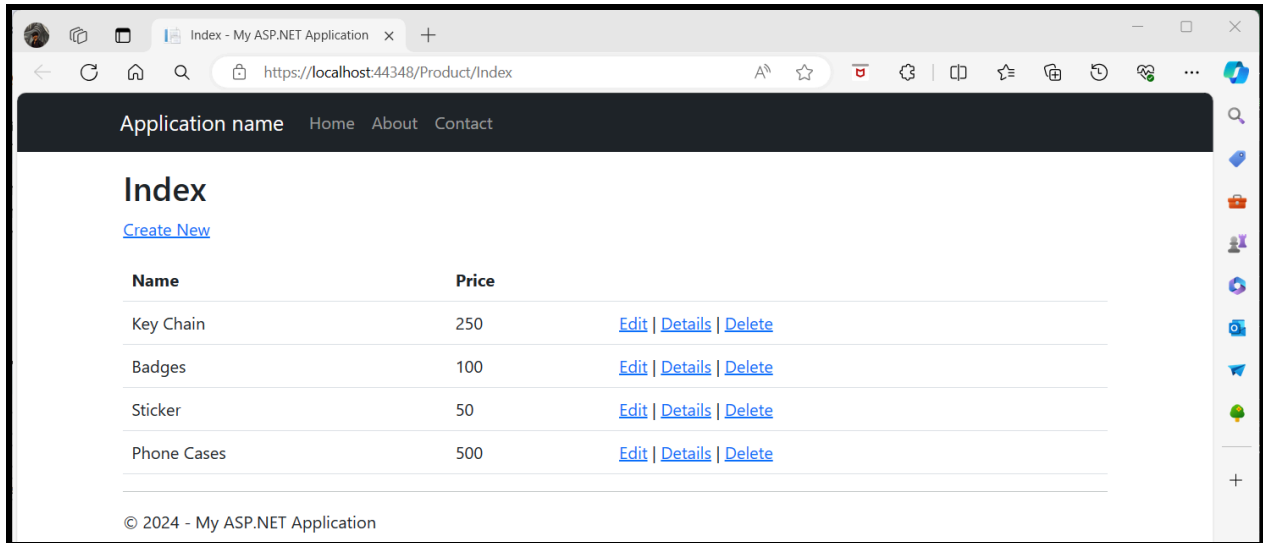 Index - My ASP.NET Application
https://localhost:44348/Product/Index
Application name Home About Contact
Index
Create New
Name Price
Key Chain 250 Edit | Details | Delete
Badges 100 Edit | Details | Delete
Sticker 50 Edit | Details | Delete
Phone Cases 500 Edit | Details | Delete
© 2024 - My ASP.NET Application